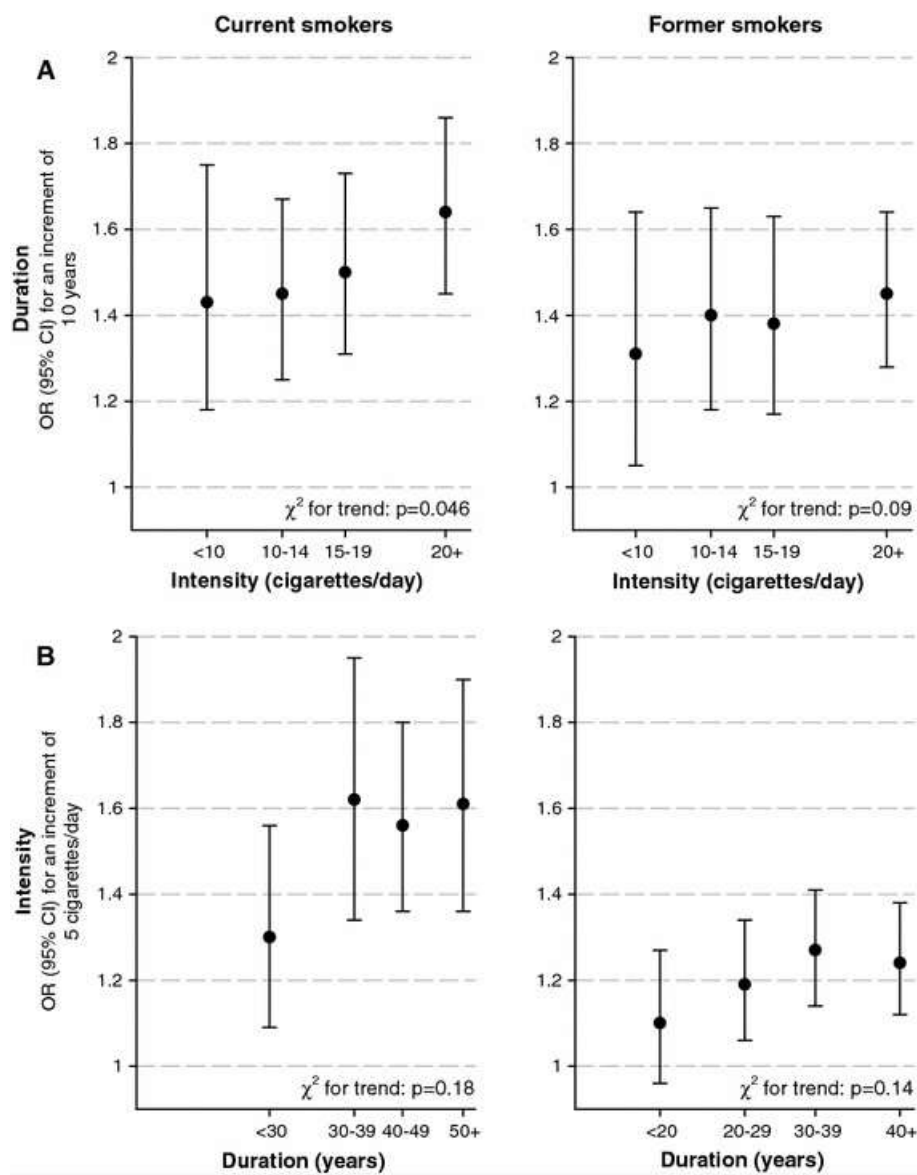 Current smokers
Former smokers
A
Duration
OR (95% CI) for an increment of
10 years
2
1.8
1.6
1.4
1.2
1
χ² for trend: p=0.046
<10
10-14
15-19
20+
Intensity (cigarettes/day)
2
1.8
1.6
1.4
1.2
1
χ² for trend: p=0.09
<10
10-14
15-19
20+
Intensity (cigarettes/day)
B
Intensity
OR (95% CI) for an increment of
5 cigarettes/day
2
1.8
1.6
1.4
1.2
1
χ² for trend: p=0.18
<30
30-39
40-49
50+
Duration (years)
2
1.8
1.6
1.4
1.2
1
χ² for trend: p=0.14
<20
20-29
30-39
40+
Duration (years)